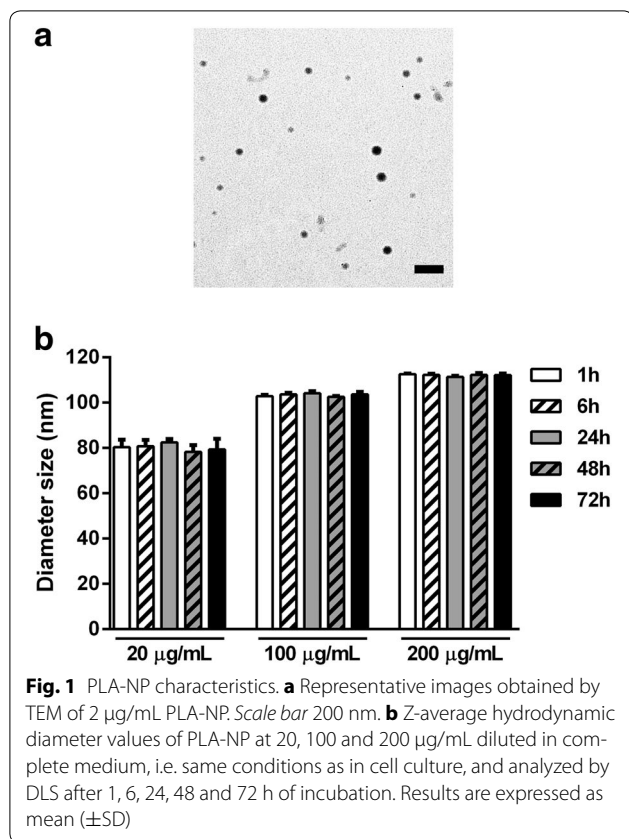 a
b
Diameter size (nm)
120
100
80
60
40
20
0
20 μg/mL
100 μg/mL
200 μg/mL
1h
6h
24h
48h
72h
Fig. 1 PLA-NP characteristics. a Representative images obtained by
TEM of 2 μg/mL PLA-NP. Scale bar 200 nm. b Z-average hydrodynamic
diameter values of PLA-NP at 20, 100 and 200 μg/mL diluted in com-
plete medium, i.e. same conditions as in cell culture, and analyzed by
DLS after 1, 6, 24, 48 and 72 h of incubation. Results are expressed as
mean (±SD)